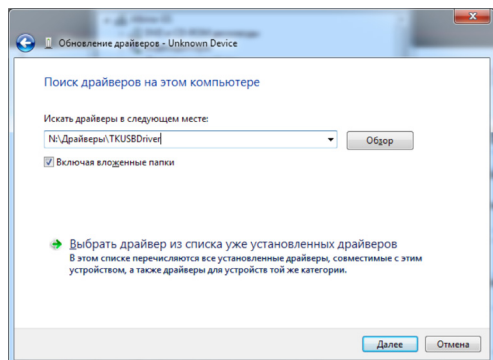 Обновление драйверов - Unknown Device
Поиск драйверов на этом компьютере
Искать драйверы в следующем месте:
N:\Драйверы\TKUSBDriver
Обзор
Включая вложенные папки
Выбрать драйвер из списка уже установленных драйверов
В этом списке перечисляются все установленные драйверы, совместимые с этим
устройством, а также драйверы для устройств той же категории.
Далее
Отмена